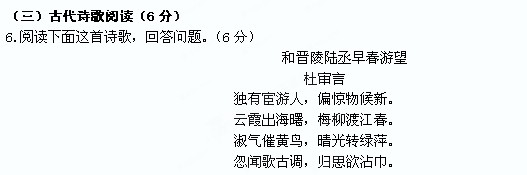 （三）古代诗歌阅读（6分）
6.阅读下面这首诗歌，回答问题。（6分）
和晋陵陆丞早春游望
杜审言
独有宦游人，偏惊物候新。
云霞出海曙，梅柳渡江春。
淑气催黄鸟，晴光转绿萍。
忽闻歌古调，归思欲沾巾。